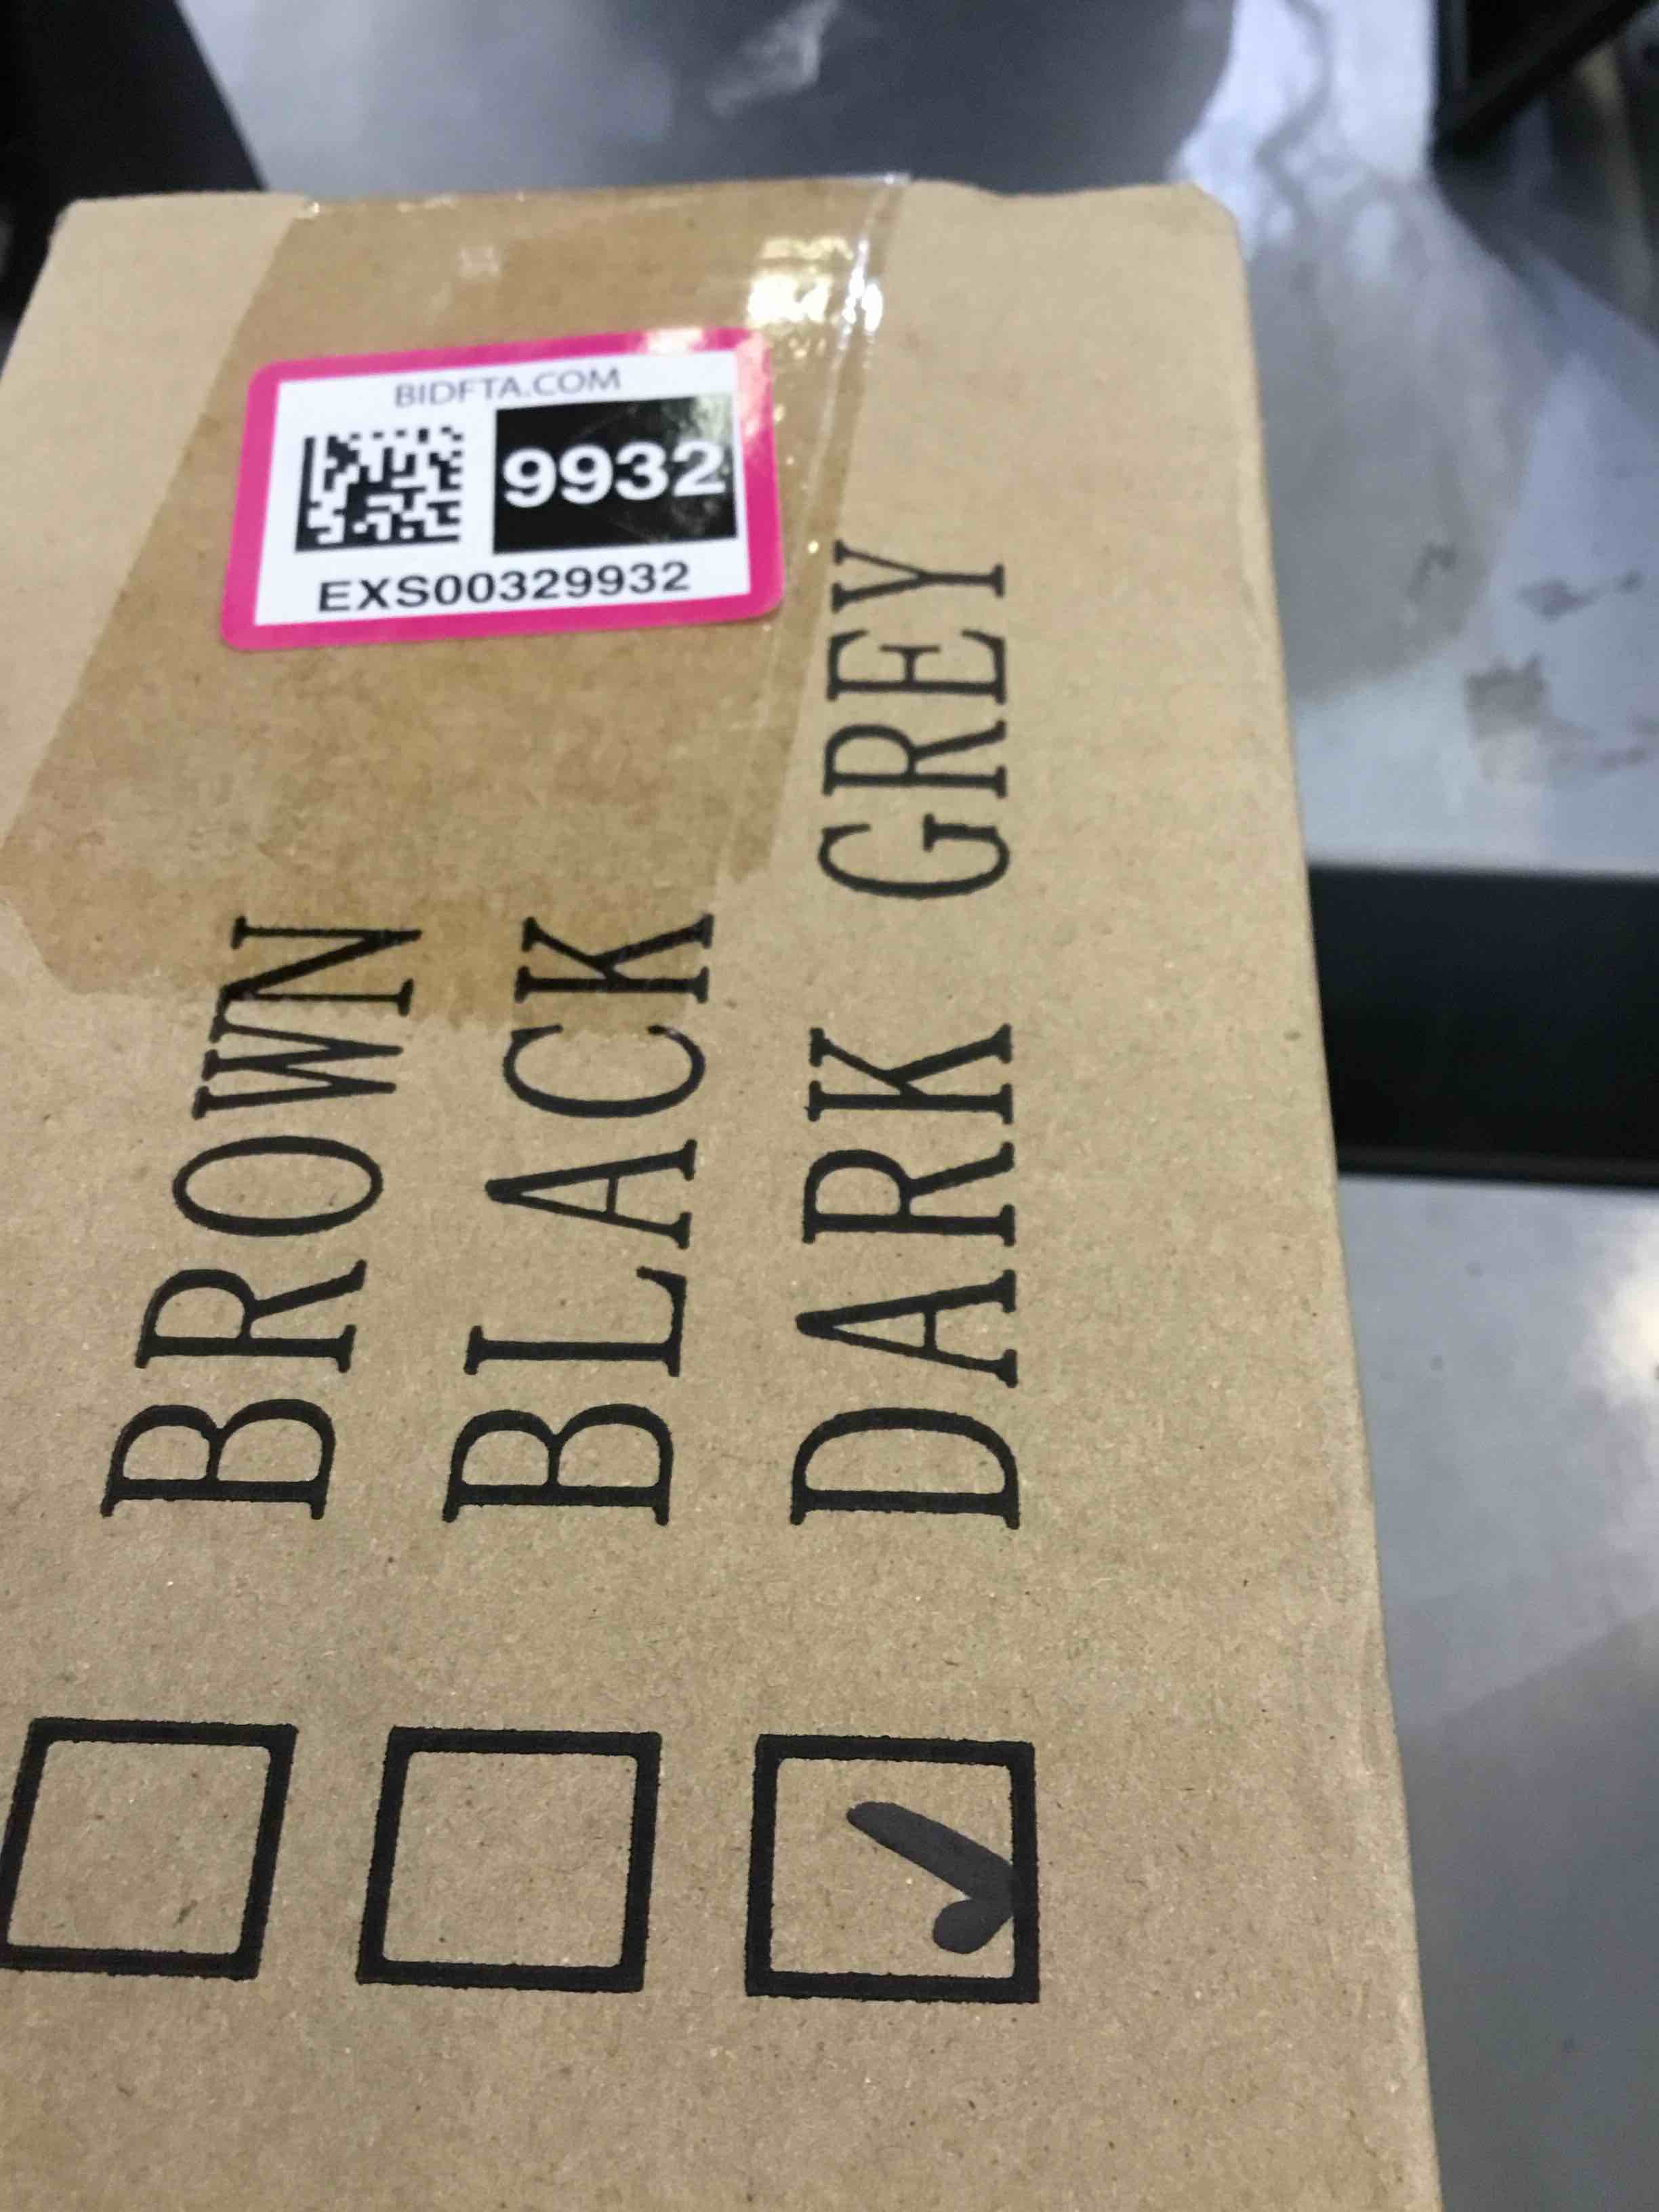 BIDFTA.COM
9932
EXS00329932
BROWN
BLACK
DARK GREY